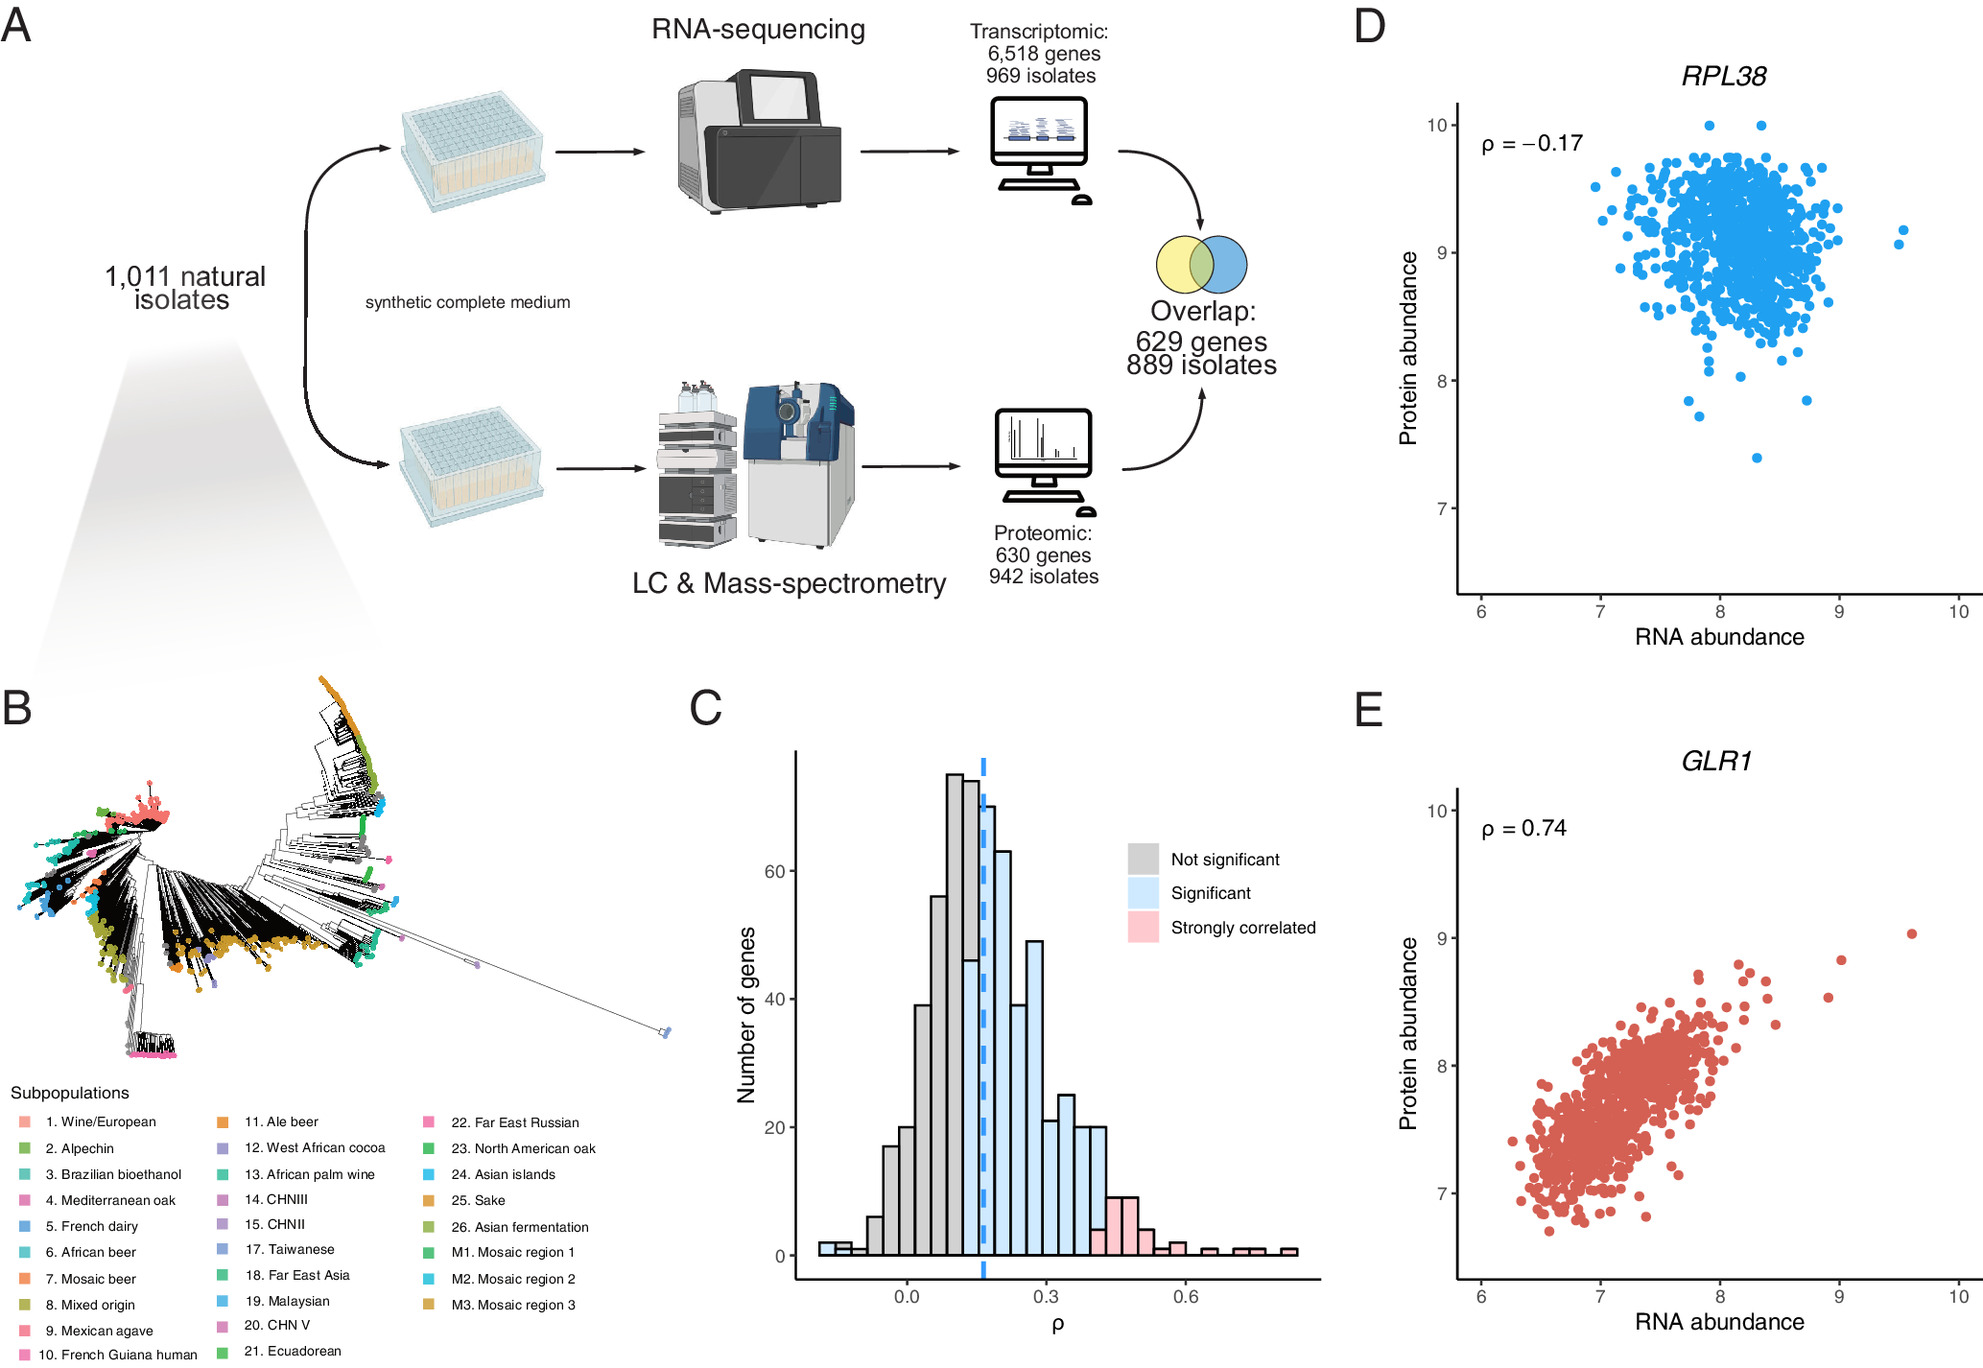 A
RNA-sequencing
Transcriptomic:
6,518 genes
969 isolates
1,011 natural
isolates
synthetic complete medium
Overlap:
629 genes
889 isolates
Proteomic:
630 genes
942 isolates
LC & Mass-spectrometry
B
Subpopulations
1. Wine/European
2. Alpechin
3. Brazilian bioethanol
4. Mediterranean oak
5. French dairy
6. African beer
7. Mosaic beer
8. Mixed origin
9. Mexican agave
10. French Guiana human
11. Ale beer
12. West African cocoa
13. African palm wine
14. CHNIII
15. CHNII
17. Taiwanese
18. Far East Asia
19. Malaysian
20. CHN V
21. Ecuadorean
22. Far East Russian
23. North American oak
24. Asian islands
25. Sake
26. Asian fermentation
M1. Mosaic region 1
M2. Mosaic region 2
M3. Mosaic region 3
C
Number of genes
60
40
20
0
0.0 0.3 0.6
ρ
Not significant
Significant
Strongly correlated
D
RPL38
ρ = −0.17
Protein abundance
10
9
8
7
6 7 8 9 10
RNA abundance
E
GLR1
ρ = 0.74
Protein abundance
10
9
8
7
6 7 8 9 10
RNA abundance